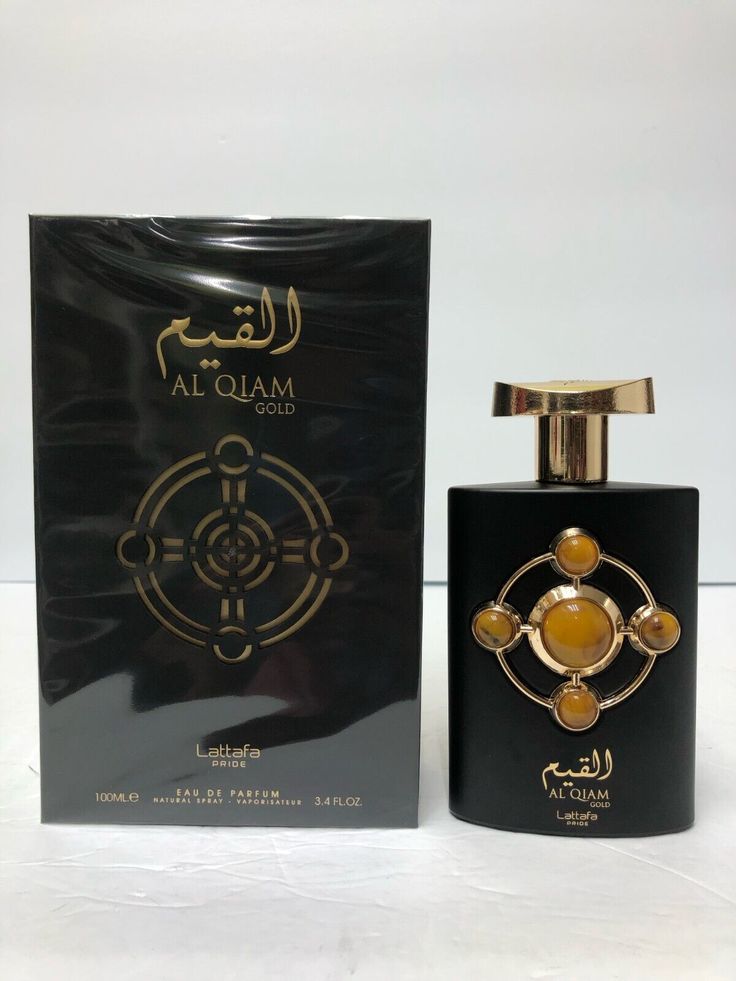 القيم
AL QIAM
GOLD
Lattafa
PRIDE
100ML℮
EAU DE PARFUM
NATURAL SPRAY - VAPORISATEUR
3.4 FL.OZ.
القيم
AL QIAM
GOLD
Lattafa
PRIDE